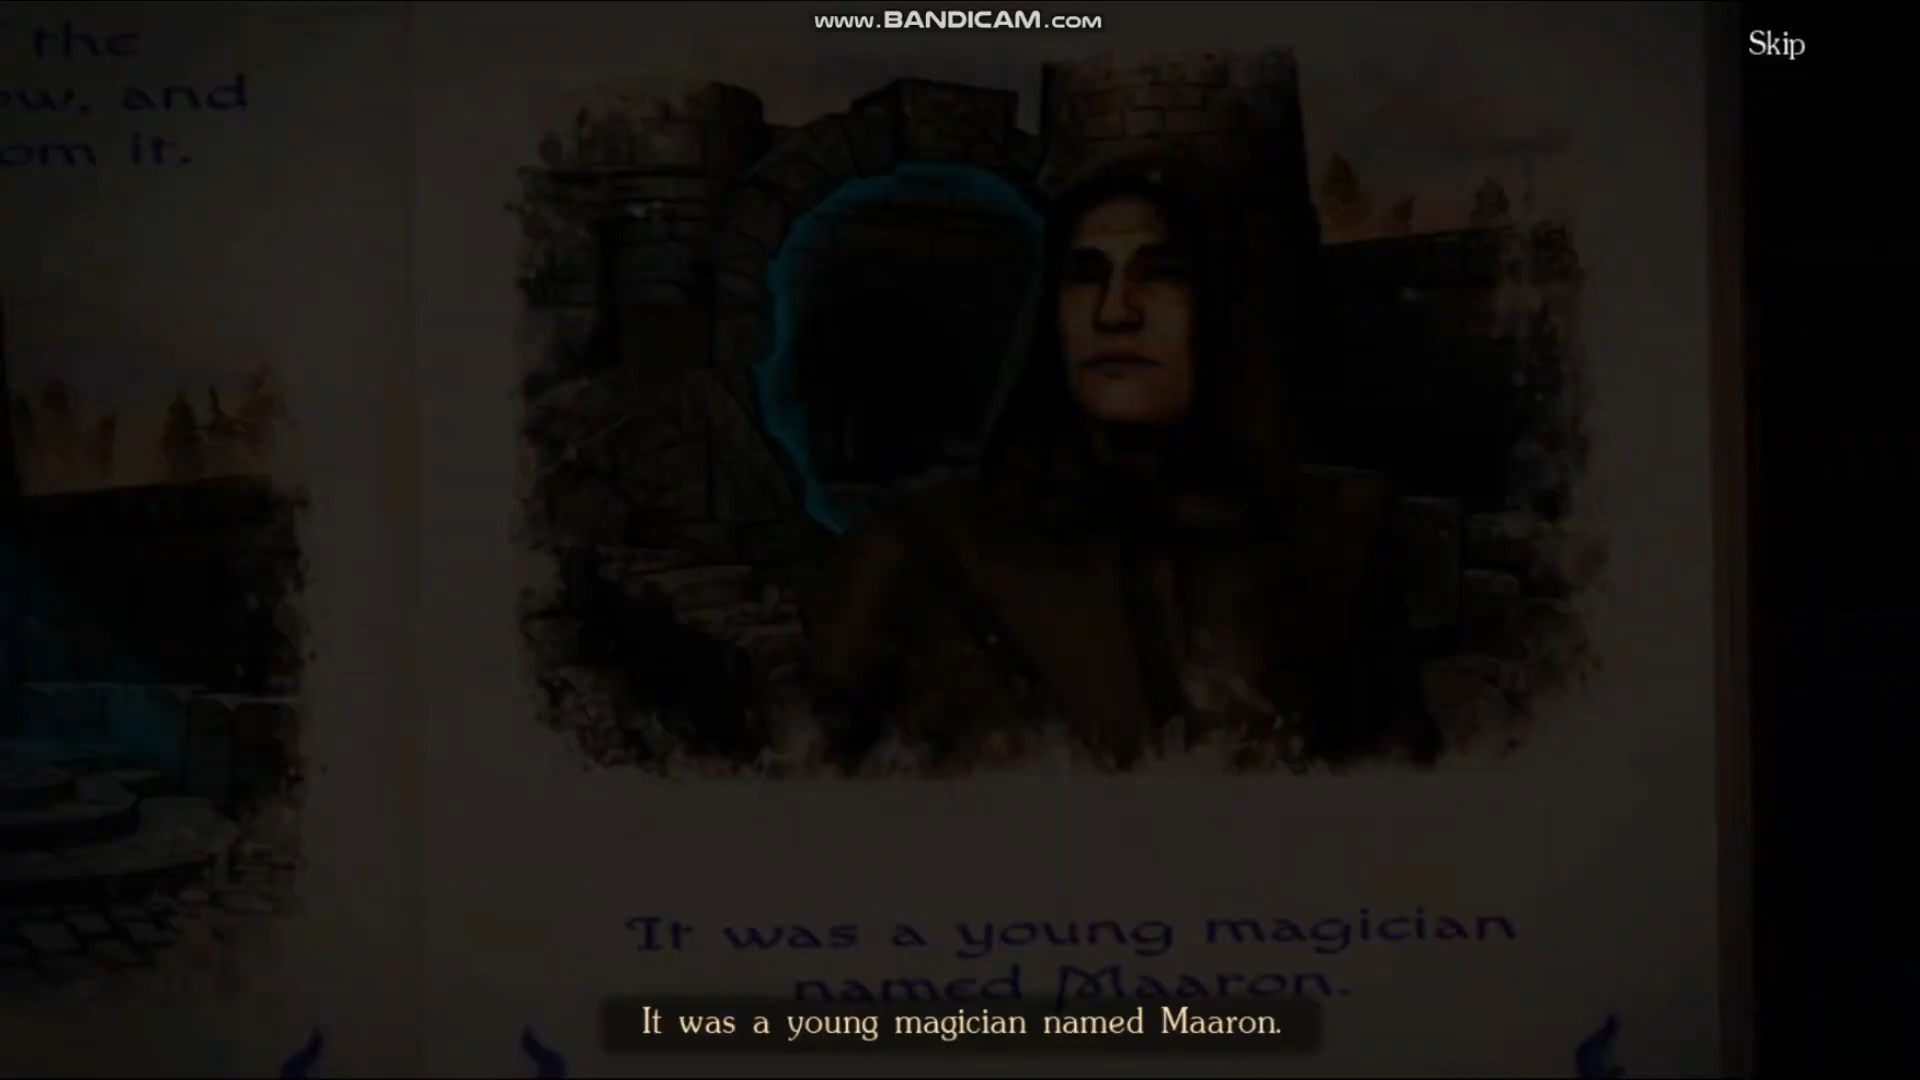 www.BANDICAM.com
Skip
the
and
it.
It was a young magician
named Maaron.
It was a young magician named Maaron.